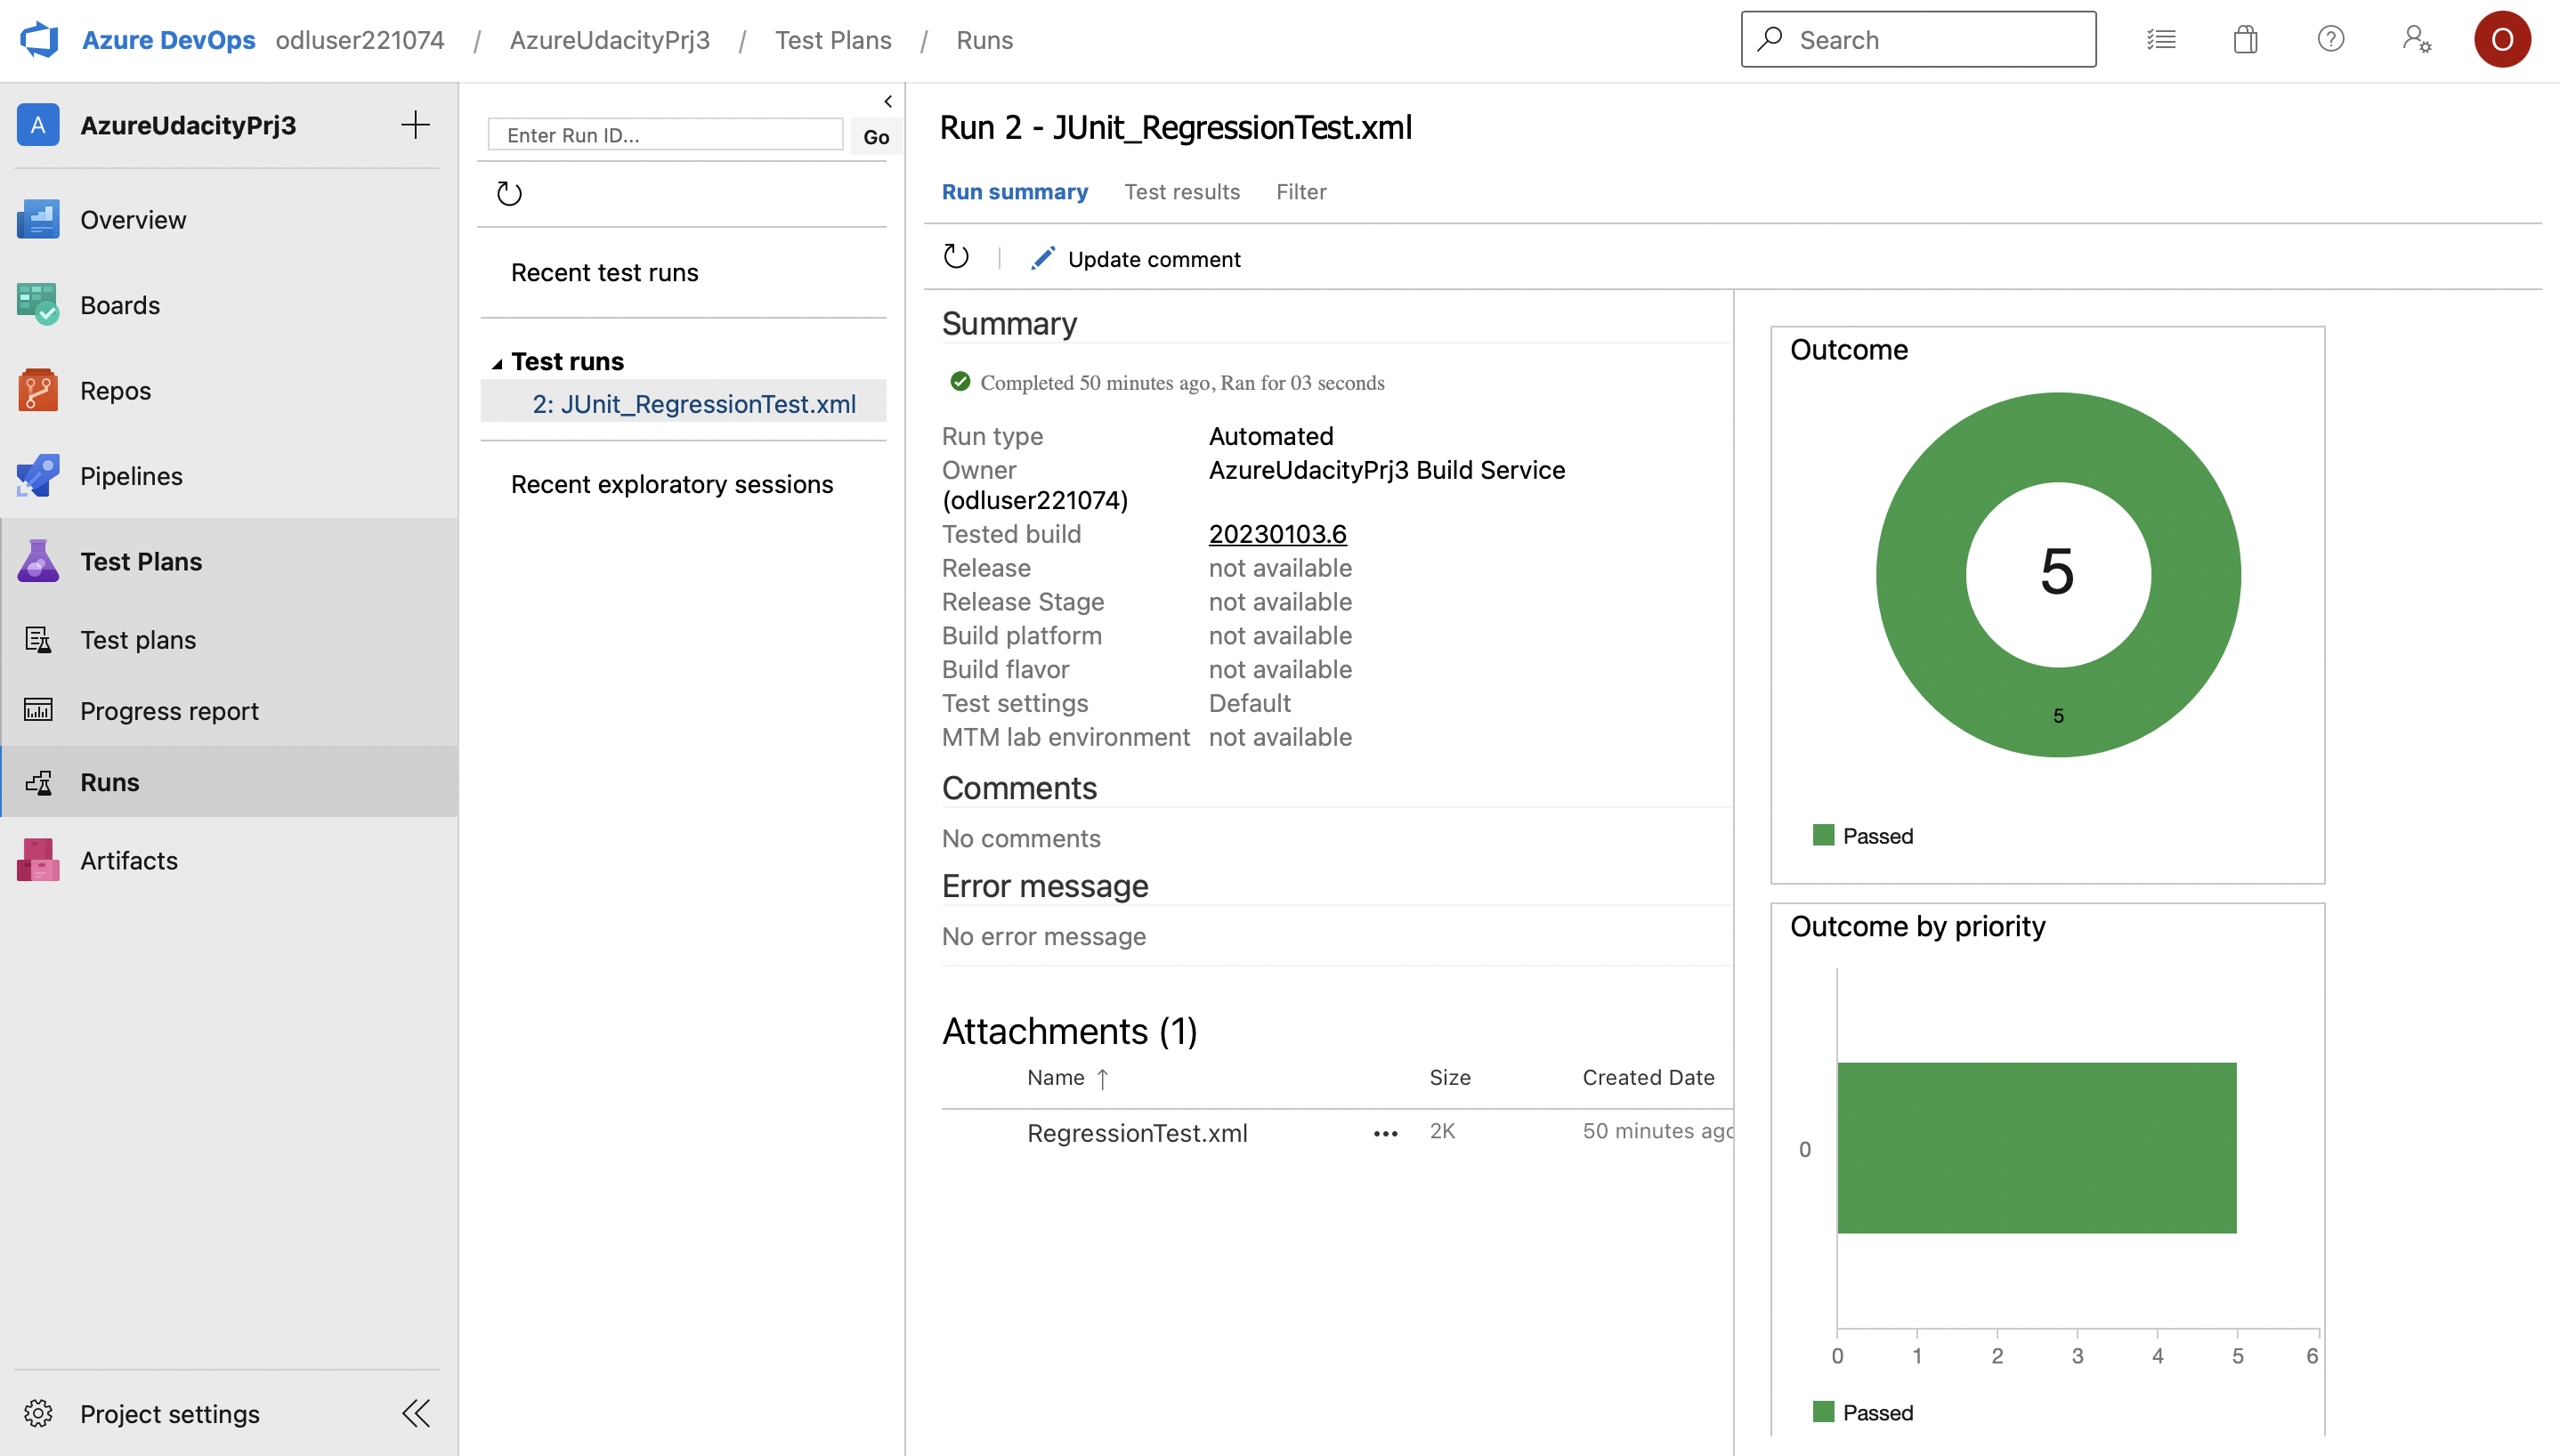 Azure DevOps odluser221074 / AzureUdacityPrj3 / Test Plans / Runs
Search
O
A AzureUdacityPrj3
Overview
Boards
Repos
Pipelines
Test Plans
Test plans
Progress report
Runs
Artifacts
Project settings
Enter Run ID...
Go
Recent test runs
Test runs
2: JUnit_RegressionTest.xml
Recent exploratory sessions
Run 2 - JUnit_RegressionTest.xml
Run summary Test results Filter
Update comment
Summary
Completed 50 minutes ago, Ran for 03 seconds
Run type Automated
Owner AzureUdacityPrj3 Build Service
(odluser221074)
Tested build 20230103.6
Release not available
Release Stage not available
Build platform not available
Build flavor not available
Test settings Default
MTM lab environment not available
Comments
No comments
Error message
No error message
Attachments (1)
Name ↑ Size Created Date
RegressionTest.xml ••• 2K 50 minutes ago
Outcome
5
5
Passed
Outcome by priority
0
0 1 2 3 4 5 6
Passed